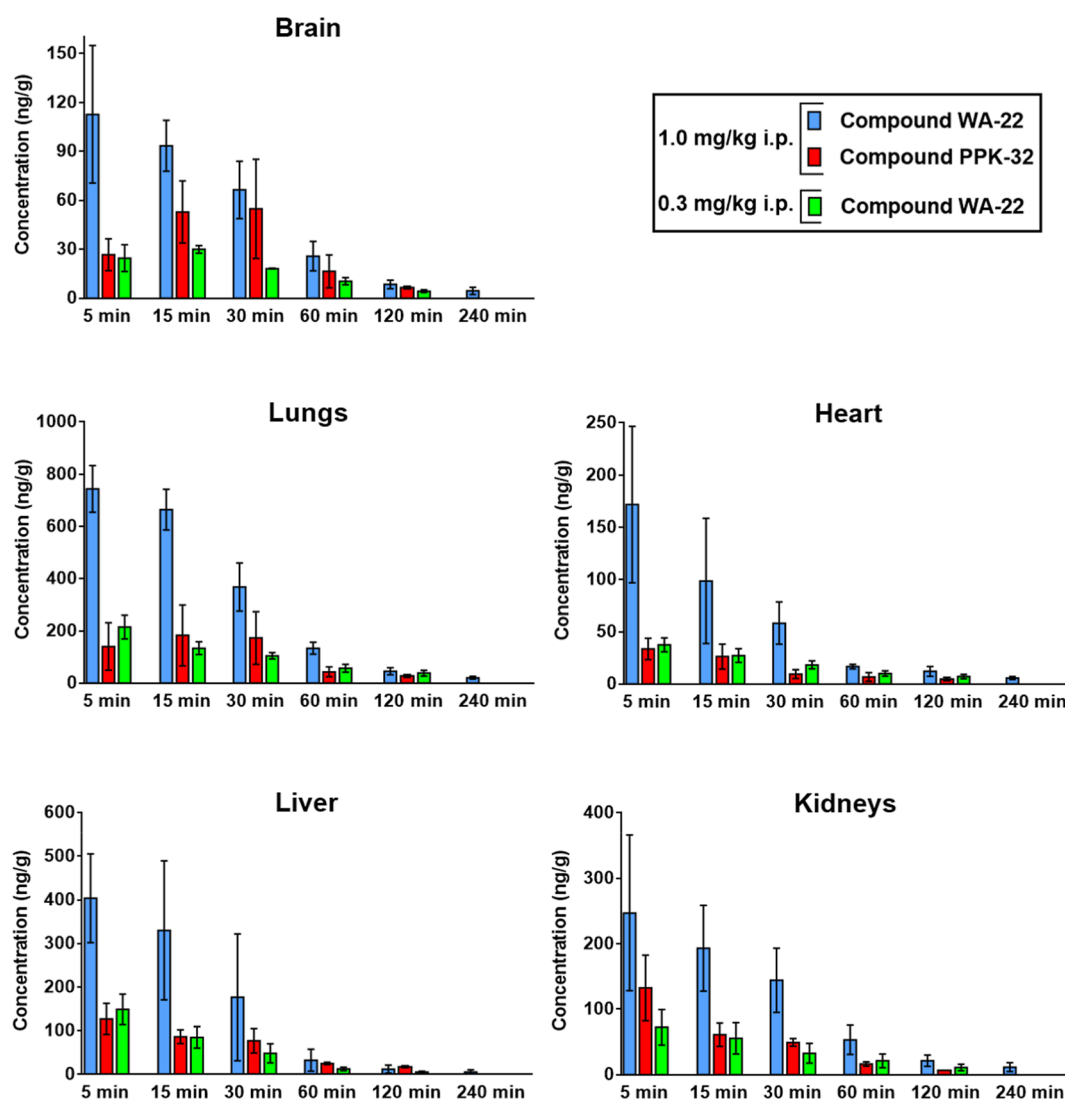 Brain
Concentration (ng/g)
150
120
90
60
30
0
5 min 15 min 30 min 60 min 120 min 240 min
1.0 mg/kg i.p.
Compound WA-22
Compound PPK-32
0.3 mg/kg i.p.
Compound WA-22
Lungs
Concentration (ng/g)
1000
800
600
400
200
0
5 min 15 min 30 min 60 min 120 min 240 min
Heart
Concentration (ng/g)
250
200
150
100
50
0
5 min 15 min 30 min 60 min 120 min 240 min
Liver
Concentration (ng/g)
600
500
400
300
200
100
0
5 min 15 min 30 min 60 min 120 min 240 min
Kidneys
Concentration (ng/g)
400
300
200
100
0
5 min 15 min 30 min 60 min 120 min 240 min